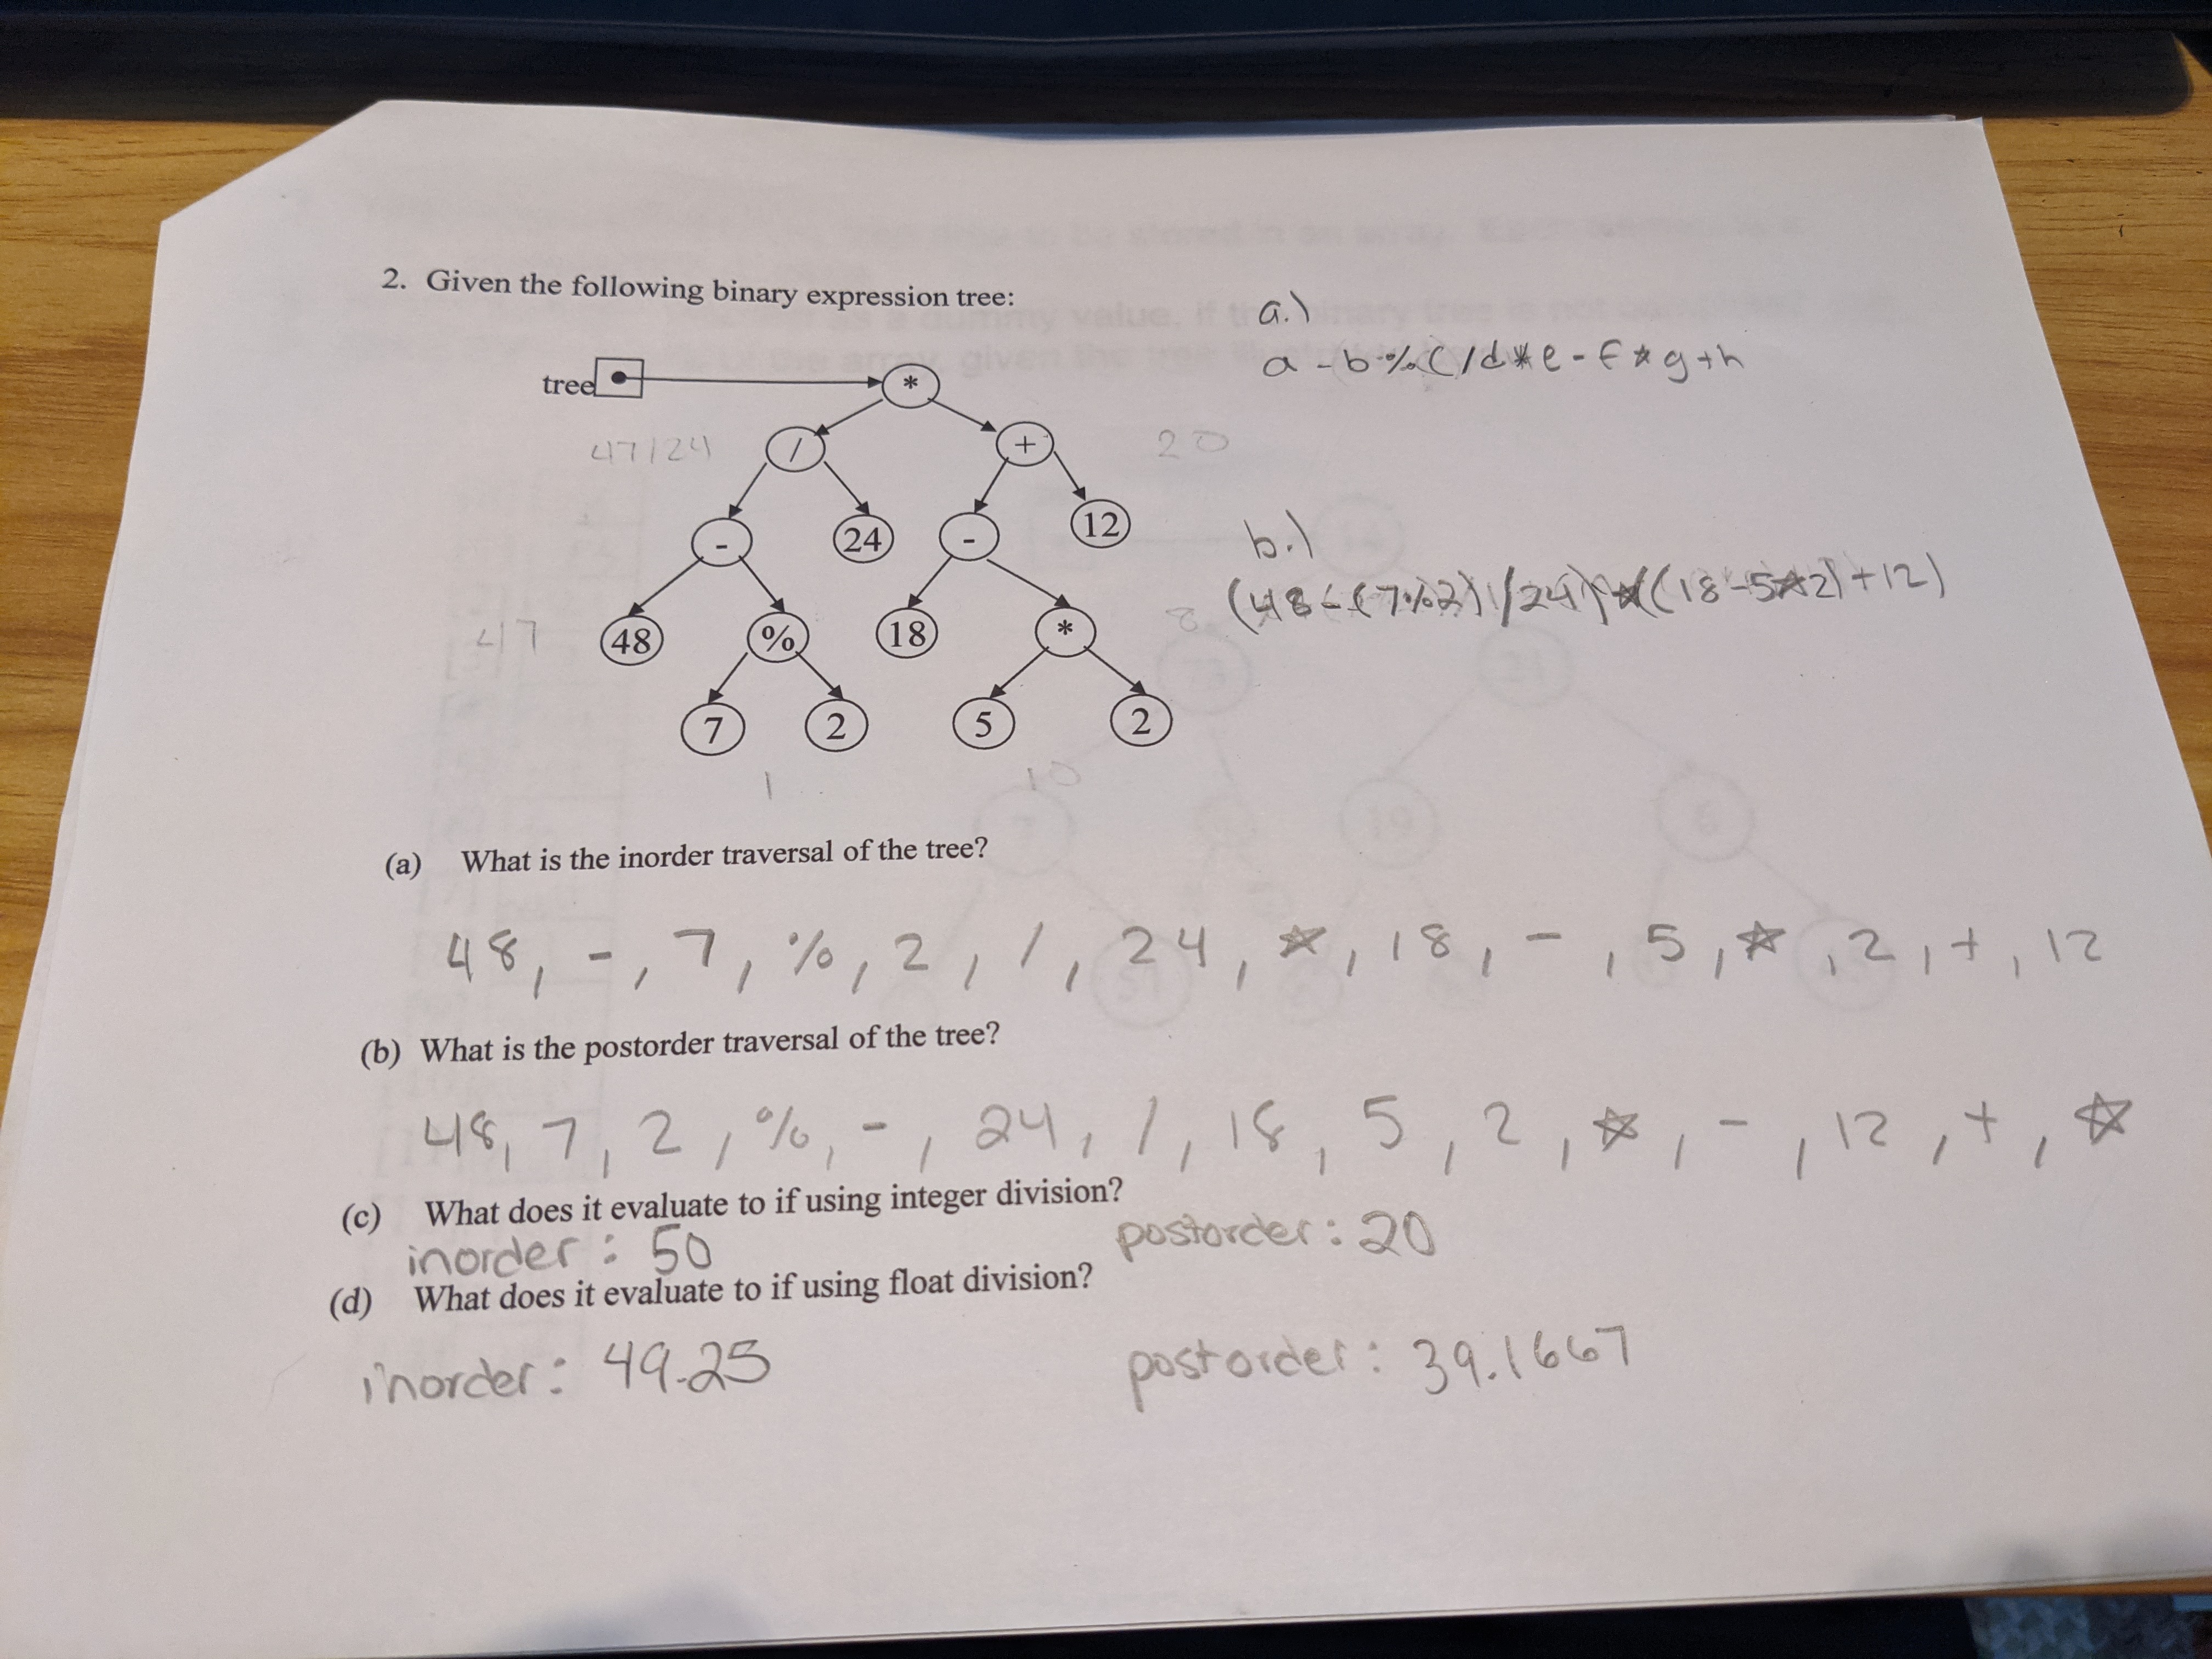 2. Given the following binary expression tree:
a.)
a - b % c / d * e - f * g + h
tree
*
47/24
/
+
20
-
24
-
12
b.)
(48 - (7%2) / 24) * ((18 - 5*2) + 12)
47
48
%
18
*
8
7
2
5
2
1
10
(a) What is the inorder traversal of the tree?
48, -, 7, %, 2, /, 24, *, 18, -, 5, *, 2, +, 12
(b) What is the postorder traversal of the tree?
48, 7, 2, %, -, 24, /, 18, 5, 2, *, -, 12, +, *
(c) What does it evaluate to if using integer division?
inorder: 50 postorder: 20
(d) What does it evaluate to if using float division?
inorder: 49.25 postorder: 39.1667